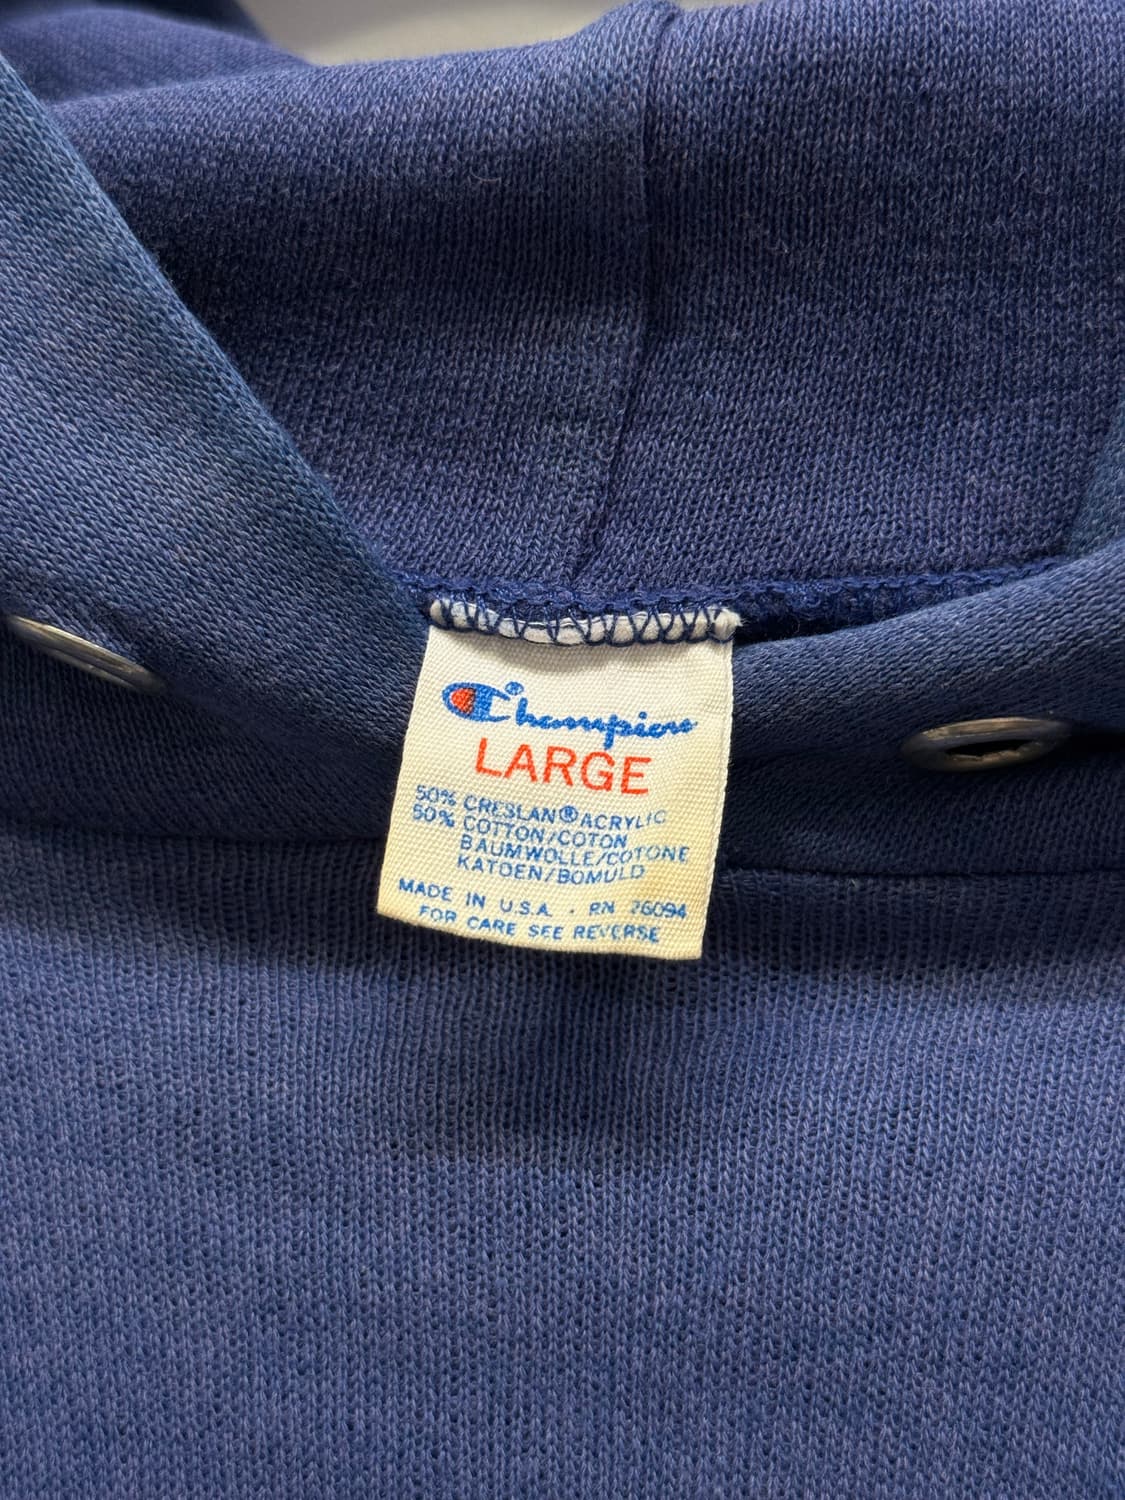 Champion
LARGE
50% CRESLAN® ACRYLIC
50% COTTON/COTON
BAUMWOLLE/COTONE
KATOEN/BOMULD
MADE IN U.S.A. · RN 26094
FOR CARE SEE REVERSE